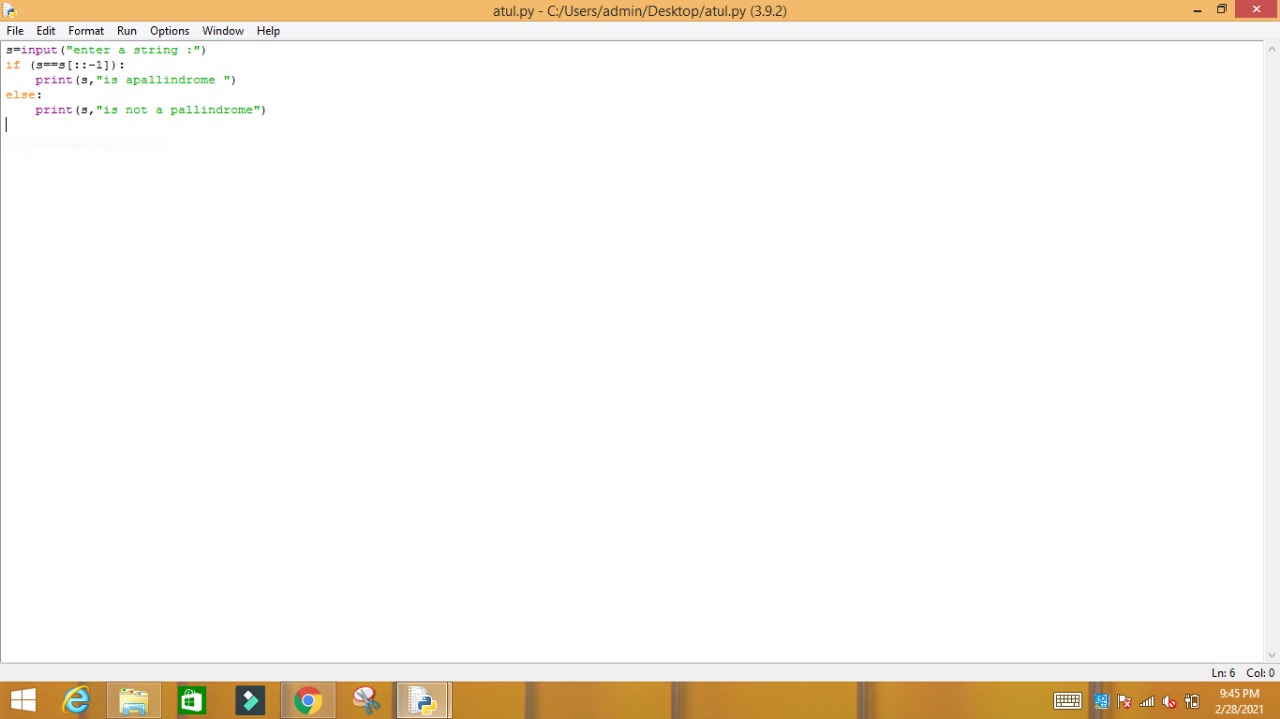 atul.py - C:/Users/admin/Desktop/atul.py (3.9.2)
File Edit Format Run Options Window Help
s=input("enter a string :")
if (s==s[::-1]):
    print(s,"is apallindrome ")
else:
    print(s,"is not a pallindrome")
Full-screen Snip
Ln: 6 Col: 0
9:45 PM
2/28/2021